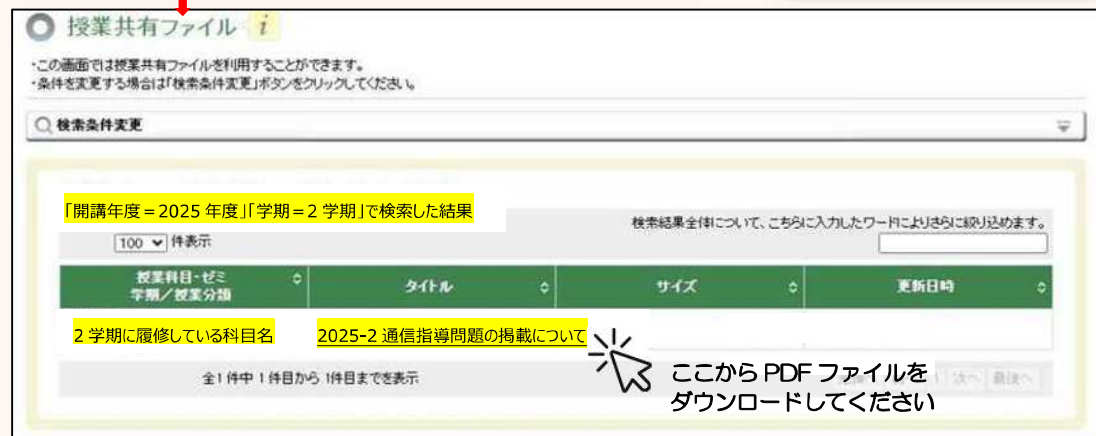 授業共有ファイル i
・この画面では授業共有ファイルを利用することができます。
・条件を変更する場合は「検索条件変更」ボタンをクリックしてください。
検索条件変更
「開講年度＝2025 年度」「学期＝2 学期」で検索した結果
検索結果全体について、こちらに入力したワードによりさらに絞り込めます。
100 件表示
授業科目・ゼミ
学期／授業分類
タイトル
サイズ
更新日時
2 学期に履修している科目名
2025-2 通信指導問題の掲載について
全1 件中 1 件目から 1件目までを表示
1 次へ 最後へ
ここから PDF ファイルを
ダウンロードしてください